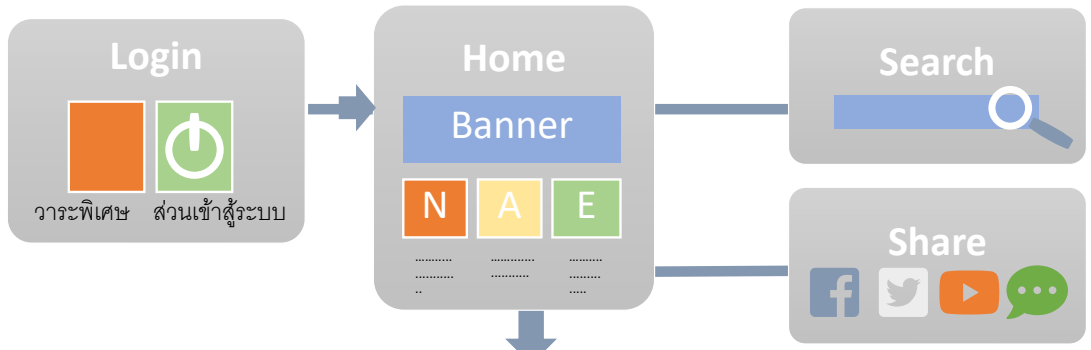 Login
วาระพิเศษ ส่วนเข้าสู้ระบบ
Home
Banner
N A E
........... ............. ..........
........... ........... .........
.. .....
Search
Share